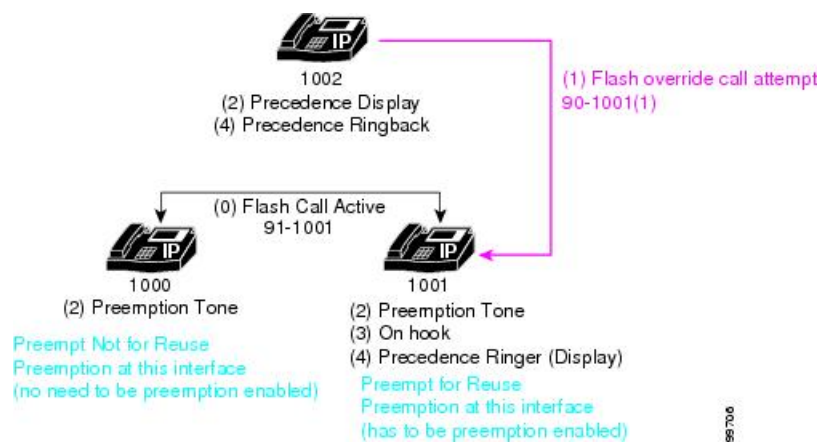 IP
1002
(2) Precedence Display
(4) Precedence Ringback
(1) Flash override call attempt
90-1001(1)
(0) Flash Call Active
91-1001
IP
1000
(2) Preemption Tone
Preempt Not for Reuse
Preemption at this interface
(no need to be preemption enabled)
IP
1001
(2) Preemption Tone
(3) On hook
(4) Precedence Ringer (Display)
Preempt for Reuse
Preemption at this interface
(has to be preemption enabled)
99706